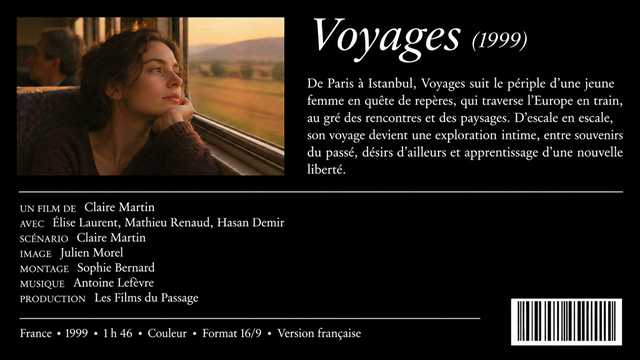 Voyages (1999)
De Paris à Istanbul, Voyages suit le périple d’une jeune
femme en quête de repères, qui traverse l’Europe en train,
au gré des rencontres et des paysages. D’escale en escale,
son voyage devient une exploration intime, entre souvenirs
du passé, désirs d’ailleurs et apprentissage d’une nouvelle
liberté.
UN FILM DE Claire Martin
AVEC Élise Laurent, Mathieu Renaud, Hasan Demir
SCÉNARIO Claire Martin
IMAGE Julien Morel
MONTAGE Sophie Bernard
MUSIQUE Antoine Lefèvre
PRODUCTION Les Films du Passage
France • 1999 • 1 h 46 • Couleur • Format 16/9 • Version française